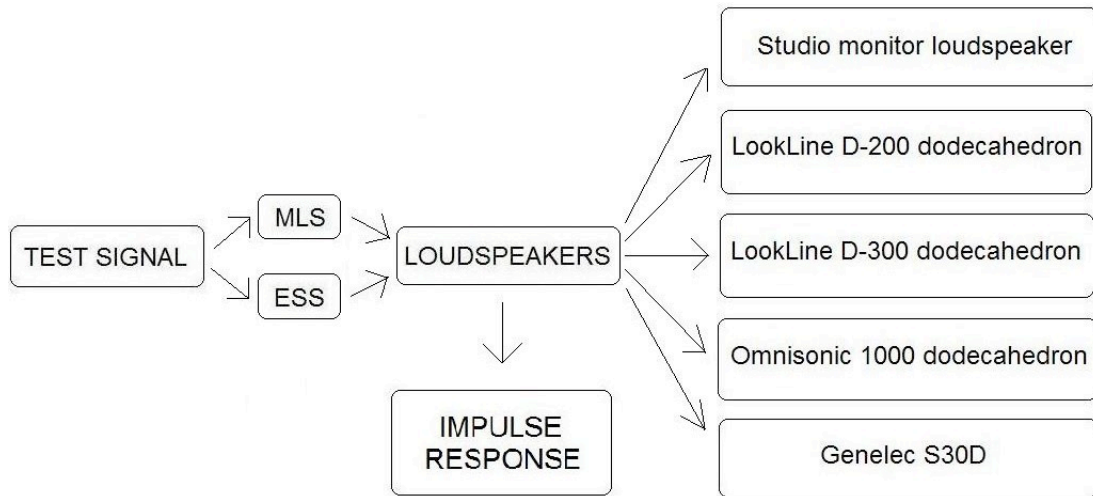 TEST SIGNAL
MLS
ESS
LOUDSPEAKERS
IMPULSE
RESPONSE
Studio monitor loudspeaker
LookLine D-200 dodecahedron
LookLine D-300 dodecahedron
Omnisonic 1000 dodecahedron
Genelec S30D